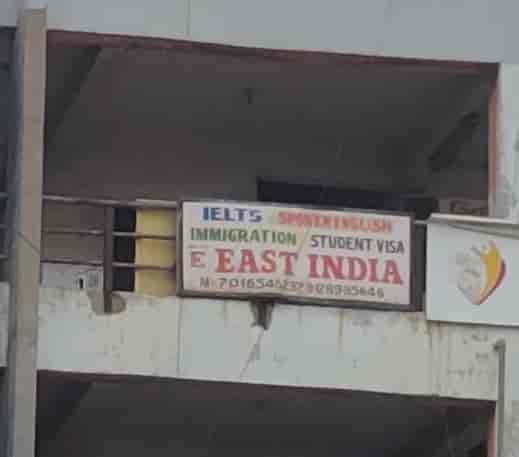 IELTS SPOKEN ENGLISH
IMMIGRATION STUDENT VISA
E EAST INDIA
M: